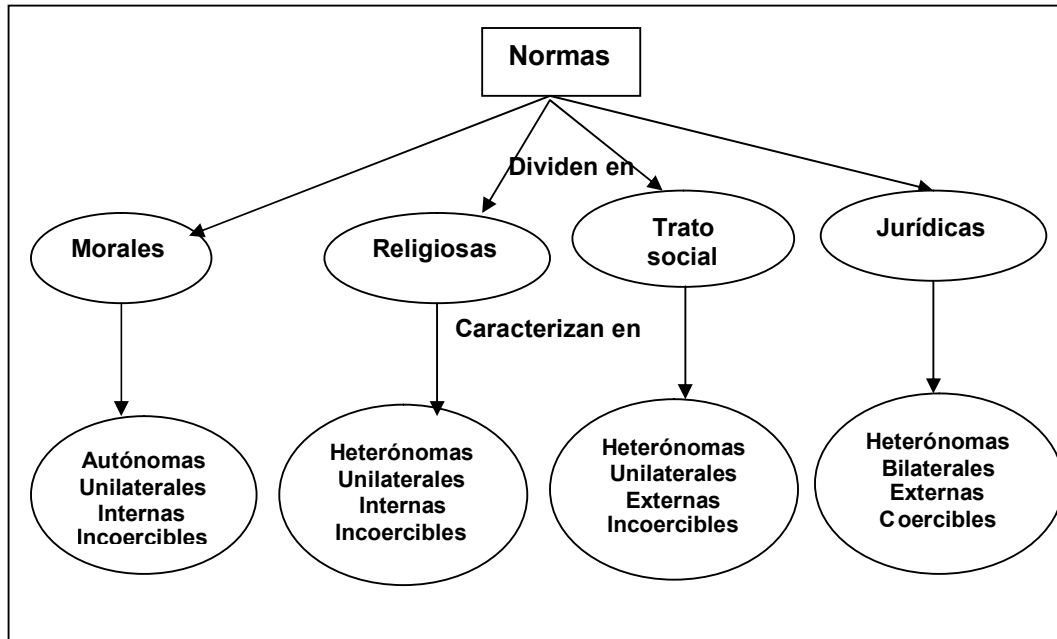 Normas
Dividen en
Morales
Religiosas
Trato
social
Jurídicas
Caracterizan en
Autónomas
Unilaterales
Internas
Incoercibles
Heterónomas
Unilaterales
Internas
Incoercibles
Heterónomas
Unilaterales
Externas
Incoercibles
Heterónomas
Bilaterales
Externas
Coercibles